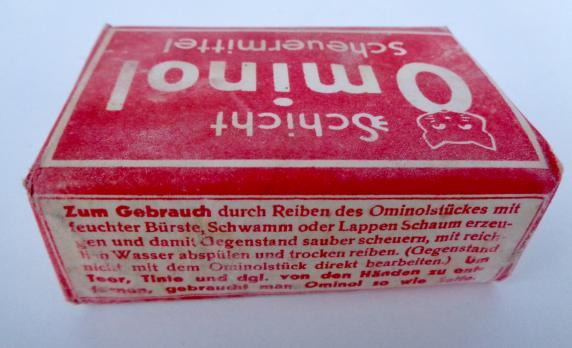 Schicht
Ominol
Scheuermittel
Zum Gebrauch durch Reiben des Ominolstückes mit
feuchter Bürste, Schwamm oder Lappen Schaum erzeu-
gen und damit Gegenstand sauber scheuern, mit reich-
lich Wasser abspülen und trocken reiben. (Gegenstand
nicht mit dem Ominolstück direkt bearbeiten.) Um
Teer, Tinte und dgl. von den Händen zu ent-
fernen, gebraucht man Ominol so wie Seife.